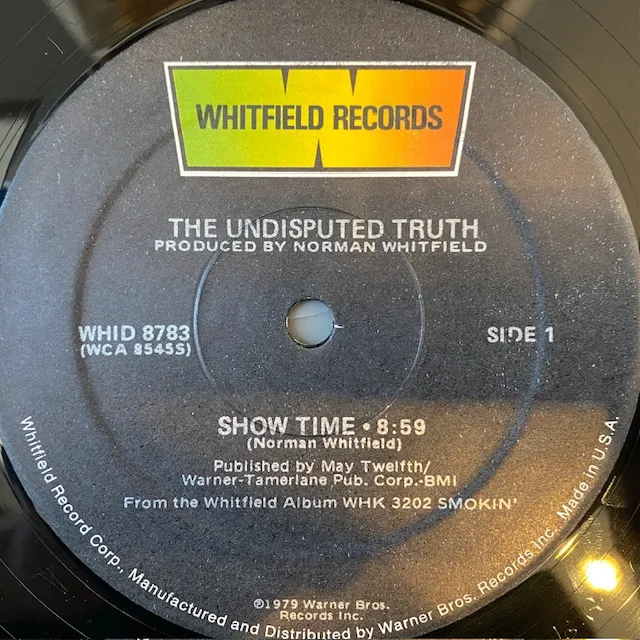 WHITFIELD RECORDS
THE UNDISPUTED TRUTH
PRODUCED BY NORMAN WHITFIELD
WHID 8783
(WCA 8545S)
SIDE 1
SHOW TIME • 8:59
(Norman Whitfield)
Published by May Twelfth/
Warner-Tamerlane Pub. Corp.-BMI
From the Whitfield Album WHK 3202 SMOKIN'
℗1979 Warner Bros.
Records Inc.
Whitfield Record Corp., Manufactured and Distributed by Warner Bros. Records Inc. Made in U.S.A.